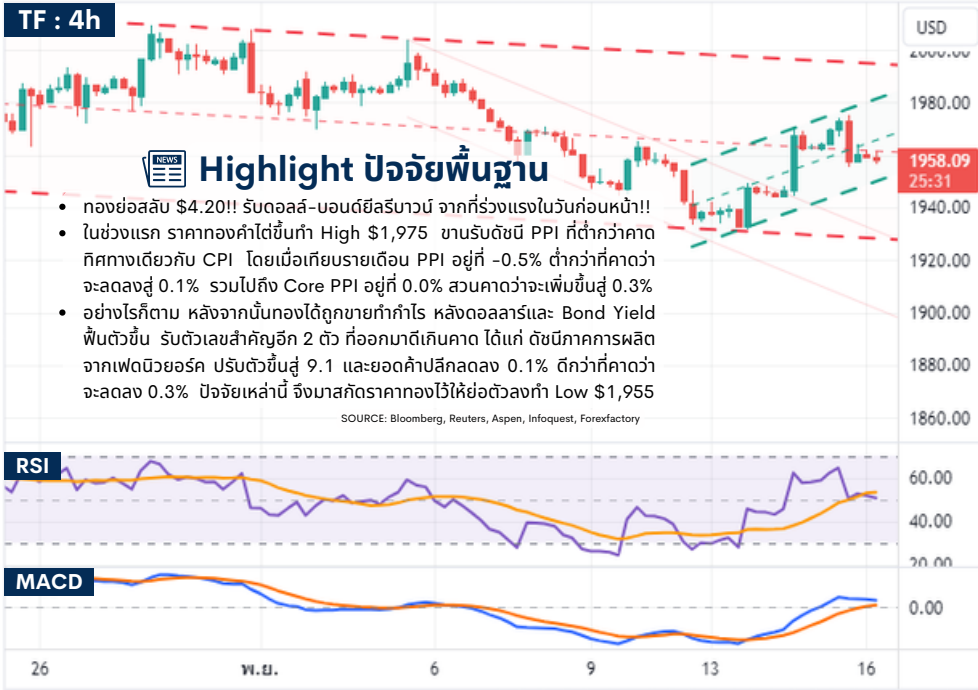 TF : 4h
USD
2000.00
1980.00
1958.09
25:31
1940.00
1920.00
1900.00
1880.00
1860.00
NEWS
Highlight ปัจจัยพื้นฐาน
• ทองย่อสลับ $4.20!! รับดอลล์-บอนด์ยีลรีบาวน์ จากที่ร่วงแรงในวันก่อนหน้า!!
• ในช่วงแรก ราคาทองคำไต่ขึ้นทำ High $1,975 ขานรับดัชนี PPI ที่ต่ำกว่าคาด
ทิศทางเดียวกับ CPI โดยเมื่อเทียบรายเดือน PPI อยู่ที่ -0.5% ต่ำกว่าที่คาดว่า
จะลดลงสู่ 0.1% รวมไปถึง Core PPI อยู่ที่ 0.0% สวนคาดว่าจะเพิ่มขึ้นสู่ 0.3%
• อย่างไรก็ตาม หลังจากนั้นทองได้ถูกขายทำกำไร หลังดอลลาร์และ Bond Yield
ฟื้นตัวขึ้น รับตัวเลขสำคัญอีก 2 ตัว ที่ออกมาดีเกินคาด ได้แก่ ดัชนีภาคการผลิต
จากเฟดนิวยอร์ค ปรับตัวขึ้นสู่ 9.1 และยอดค้าปลีกลดลง 0.1% ดีกว่าที่คาดว่า
จะลดลง 0.3% ปัจจัยเหล่านี้ จึงมาสกัดราคาทองไว้ให้ย่อตัวลงทำ Low $1,955
SOURCE: Bloomberg, Reuters, Aspen, Infoquest, Forexfactory
RSI
60.00
40.00
20.00
MACD
0.00
26
พ.ย.
6
9
13
16